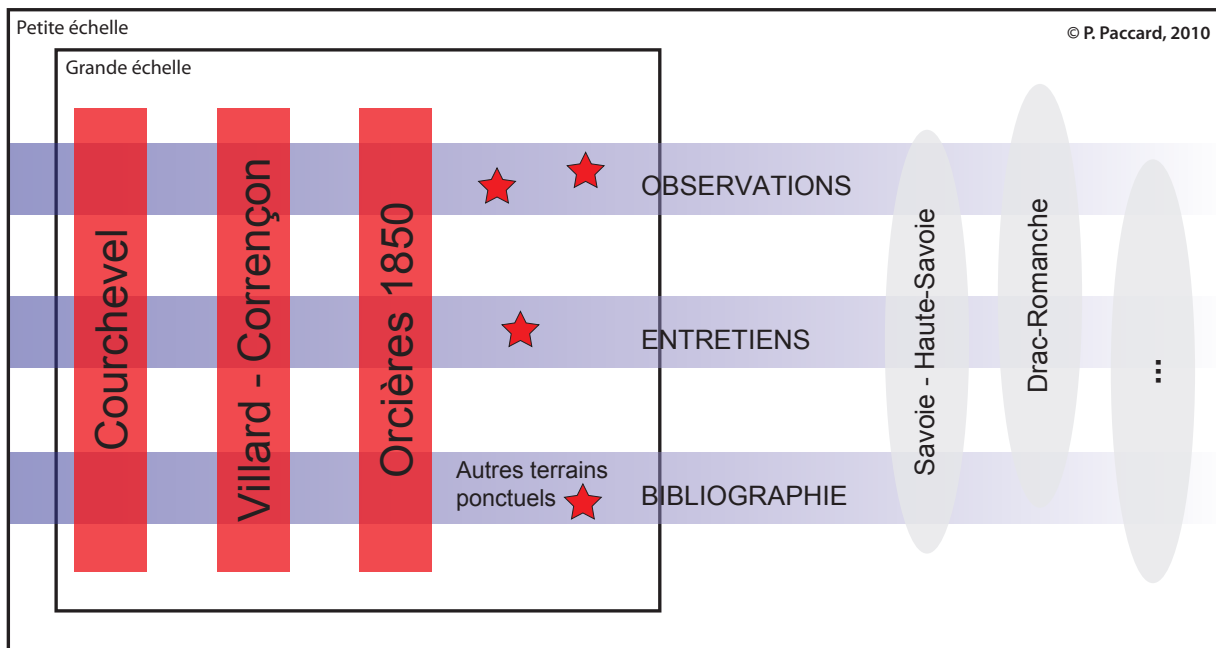 Petite échelle
© P. Paccard, 2010
Grande échelle
Courchevel
Villard - Corrençon
Orcières 1850
OBSERVATIONS
ENTRETIENS
Autres terrains
ponctuels
BIBLIOGRAPHIE
Savoie - Haute-Savoie
Drac-Romanche
...